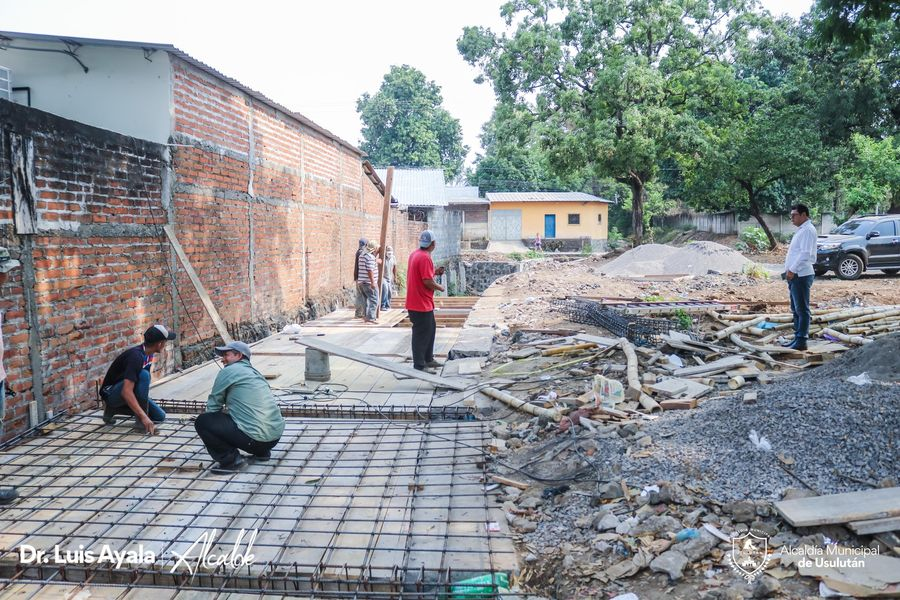 Dr. Luis Ayala | Alcalde
Alcaldía Municipal
de Usulután